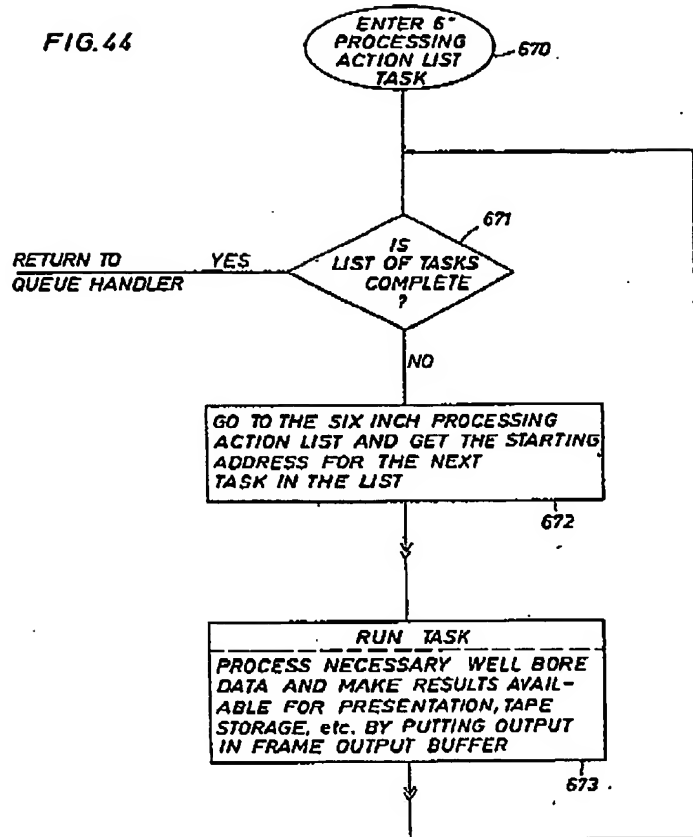 FIG.44
ENTER 6"
PROCESSING
ACTION LIST
TASK
670
671
IS
LIST OF TASKS
COMPLETE
?
RETURN TO YES
QUEUE HANDLER
NO
GO TO THE SIX INCH PROCESSING
ACTION LIST AND GET THE STARTING
ADDRESS FOR THE NEXT
TASK IN THE LIST
672
RUN TASK
PROCESS NECESSARY WELL BORE
DATA AND MAKE RESULTS AVAIL-
ABLE FOR PRESENTATION, TAPE
STORAGE, etc. BY PUTTING OUTPUT
IN FRAME OUTPUT BUFFER
673